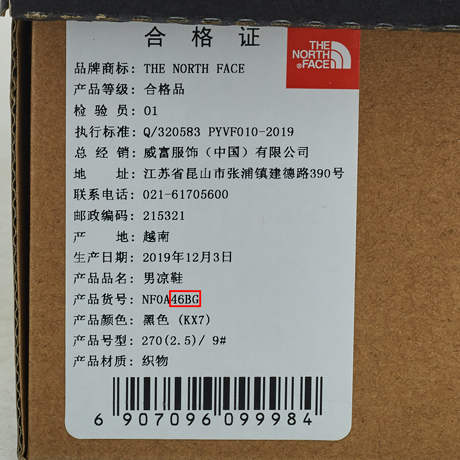 合格证
THE
NORTH
FACE
品牌商标: THE NORTH FACE
产品等级: 合格品
检 验 员: 01
执行标准: Q/320583 PYVF010-2019
总 经 销: 威富服饰（中国）有限公司
地 址: 江苏省昆山市张浦镇建德路390号
联系电话: 021-61705600
邮政编码: 215321
产 地: 越南
生产日期: 2019年12月3日
产品品名: 男凉鞋
产品货号: NF0A46BG
产品颜色: 黑色 (KX7)
产品号型: 270(2.5)/ 9#
产品材质: 织物
6 907096 099984